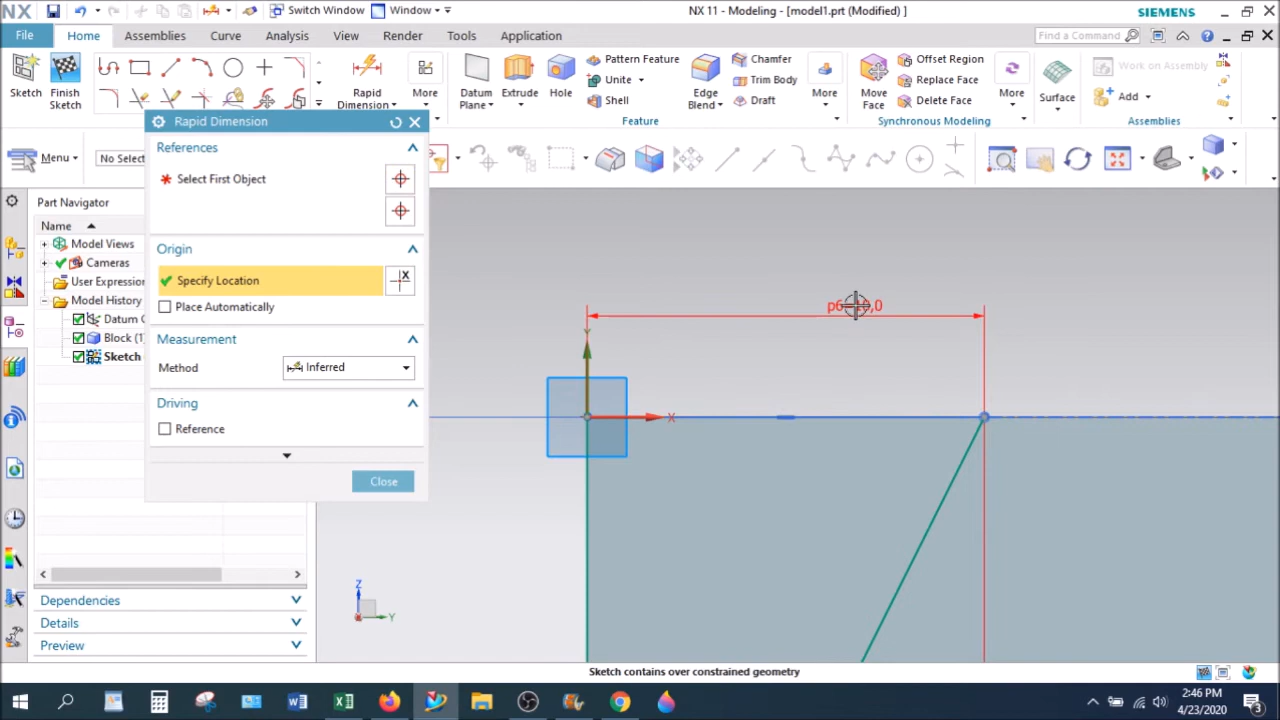 NX
Switch Window
Window
NX 11 - Modeling - [model1.prt (Modified) ]
SIEMENS
File
Home
Assemblies
Curve
Analysis
View
Render
Tools
Application
Find a Command
Sketch
Finish Sketch
Rapid Dimension
More
Datum Plane
Extrude
Hole
Pattern Feature
Unite
Shell
Edge Blend
Chamfer
Trim Body
Draft
More
Move Face
Offset Region
Replace Face
Delete Face
More
Surface
Work on Assembly
Add
Feature
Synchronous Modeling
Assemblies
Menu
No Select
Rapid Dimension
References
Select First Object
Origin
Specify Location
Place Automatically
Measurement
Method
Inferred
Driving
Reference
Close
Part Navigator
Name
Model Views
Cameras
User Expression
Model History
Datum C
Block (1)
Sketch
Dependencies
Details
Preview
Y
X
Z
Y
X
Sketch contains over constrained geometry
2:46 PM
4/23/2020
3